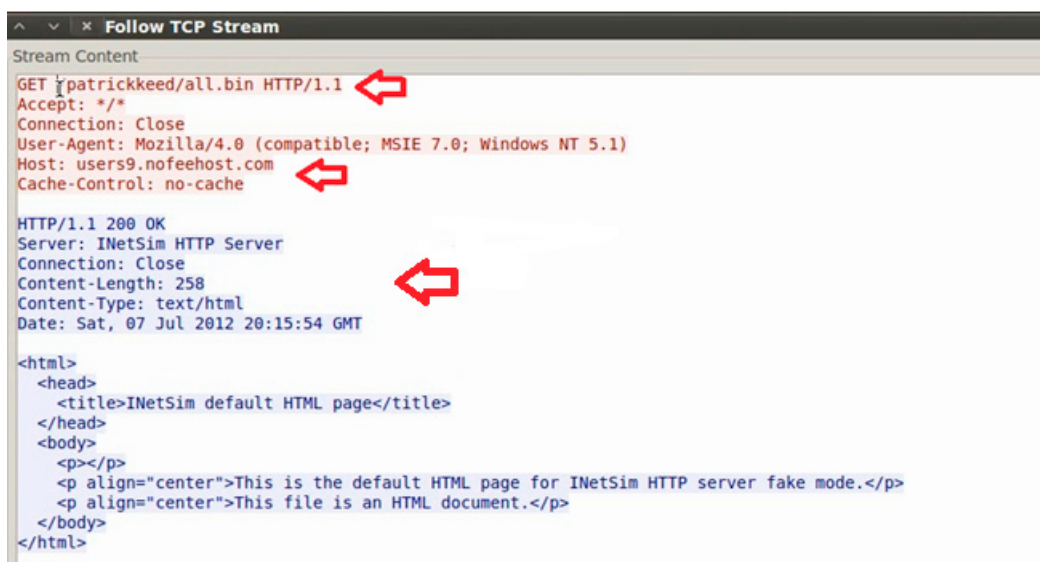 Follow TCP Stream
Stream Content
GET /patrickkeed/all.bin HTTP/1.1
Accept: */*
Connection: Close
User-Agent: Mozilla/4.0 (compatible; MSIE 7.0; Windows NT 5.1)
Host: users9.nofeehost.com
Cache-Control: no-cache
HTTP/1.1 200 OK
Server: INetSim HTTP Server
Connection: Close
Content-Length: 258
Content-Type: text/html
Date: Sat, 07 Jul 2012 20:15:54 GMT
<html>
<head>
<title>INetSim default HTML page</title>
</head>
<body>
<p></p>
<p align="center">This is the default HTML page for INetSim HTTP server fake mode.</p>
<p align="center">This file is an HTML document.</p>
</body>
</html>